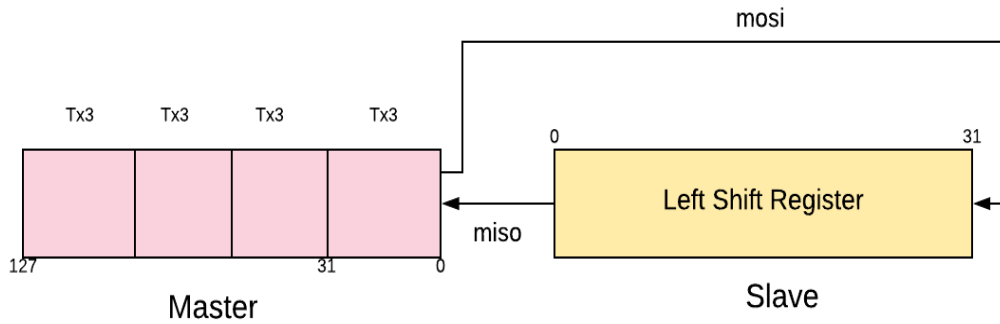 mosi
Tx3 Tx3 Tx3 Tx3
0 31
Left Shift Register
miso
127 31 0
Master
Slave